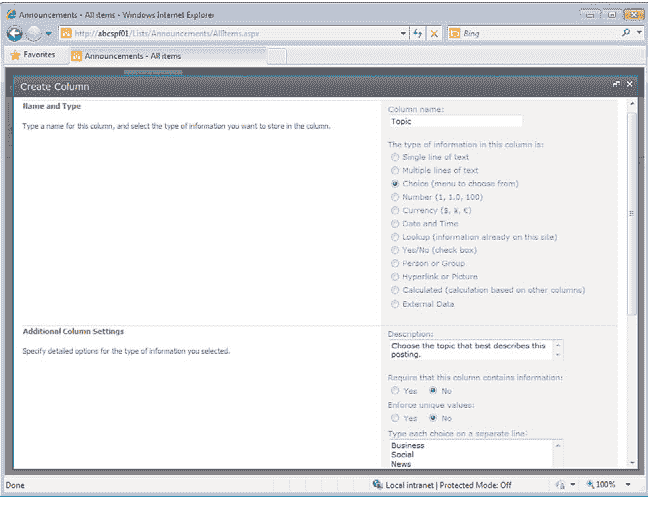 Announcements - All items - Windows Internet Explorer
http://abcspf01/Lists/Announcements/AllItems.aspx
Bing
Favorites
Announcements - All items
Create Column
Name and Type
Type a name for this column, and select the type of information you want to store in the column.
Column name:
Topic
The type of information in this column is:
Single line of text
Multiple lines of text
Choice (menu to choose from)
Number (1, 1.0, 100)
Currency ($, ¥, €)
Date and Time
Lookup (information already on this site)
Yes/No (check box)
Person or Group
Hyperlink or Picture
Calculated (calculation based on other columns)
External Data
Additional Column Settings
Specify detailed options for the type of information you selected.
Description:
Choose the topic that best describes this
posting.
Require that this column contains information:
Yes No
Enforce unique values:
Yes No
Type each choice on a separate line:
Business
Social
News
Done
Local intranet | Protected Mode: Off
100%